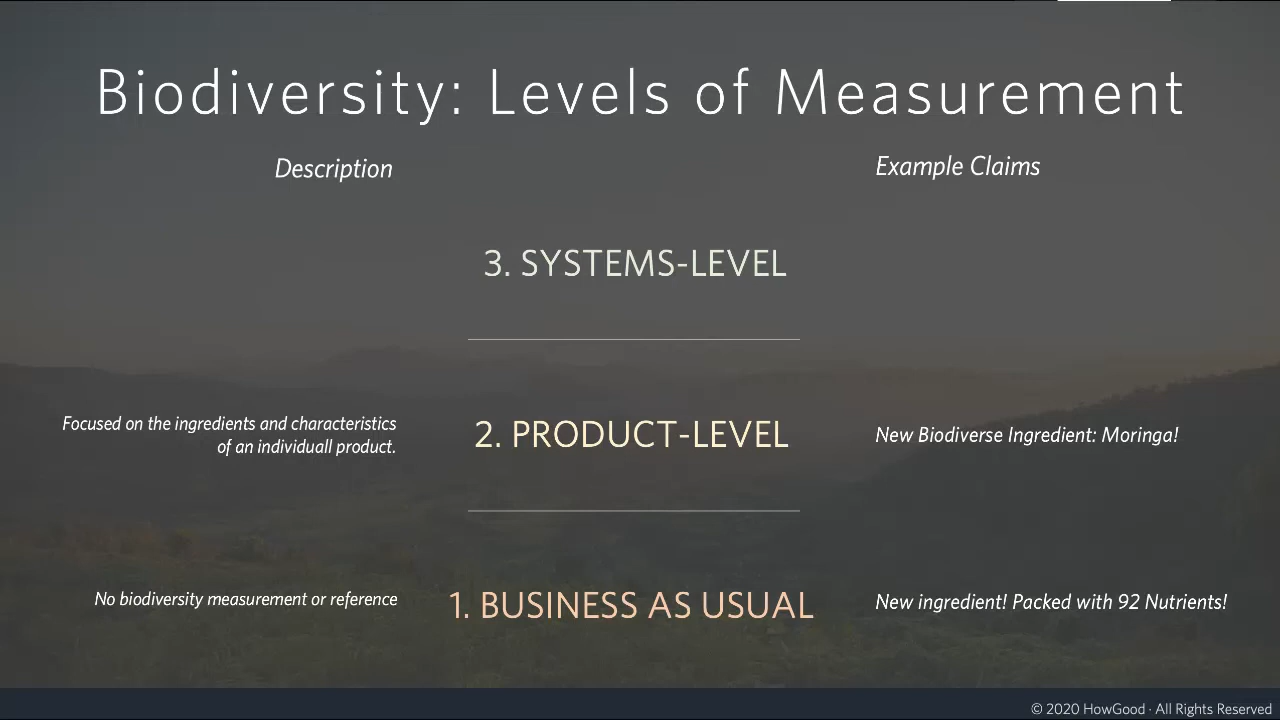 Biodiversity: Levels of Measurement
Description
Example Claims
3. SYSTEMS-LEVEL
Focused on the ingredients and characteristics
of an individuall product.
2. PRODUCT-LEVEL
New Biodiverse Ingredient: Moringa!
No biodiversity measurement or reference
1. BUSINESS AS USUAL
New ingredient! Packed with 92 Nutrients!
© 2020 HowGood · All Rights Reserved